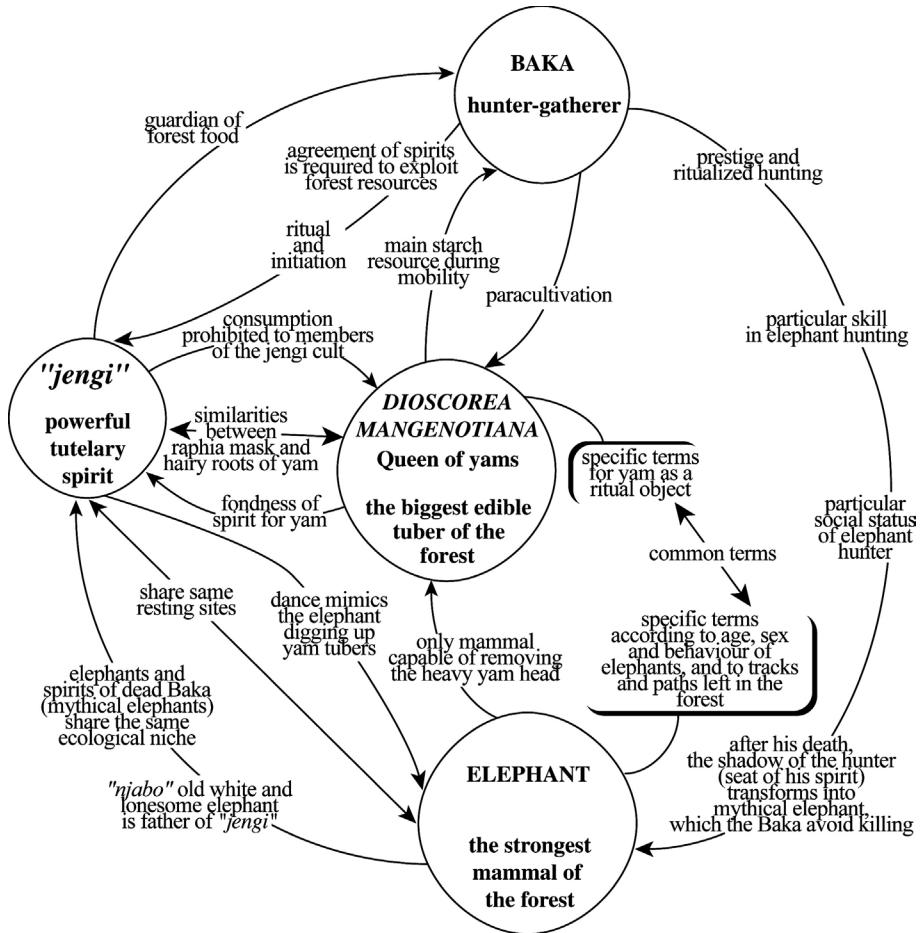 BAKA
hunter-gatherer
guardian of
forest food
agreement of spirits
is required to exploit
forest resources
prestige and
ritualized hunting
ritual
and
initiation
main starch
resource during
mobility
paracultivation
consumption
prohibited to members
of the jengi cult
particular skill
in elephant hunting
"jengi"
powerful
tutelary
spirit
similarities
between
raphia mask and
hairy roots of yam
fondness of
spirit for yam
DIOSCOREA
MANGENOTIANA
Queen of yams
the biggest edible
tuber of the
forest
specific terms
for yam as a
ritual object
particular
social status
of elephant
hunter
common terms
share same
resting sites
dance mimics
the elephant
digging up
yam tubers
only mammal
capable of removing
the heavy yam head
specific terms
according to age, sex
and behaviour of
elephants, and to tracks
and paths left in the
forest
elephants and
spirits of dead Baka
(mythical elephants)
share the same
ecological niche
"njabo" old white and
lonesome elephant
is father of "jengi"
ELEPHANT
the strongest
mammal of
the forest
after his death,
the shadow of the hunter
(seat of his spirit)
transforms into
mythical elephant,
which the Baka avoid killing